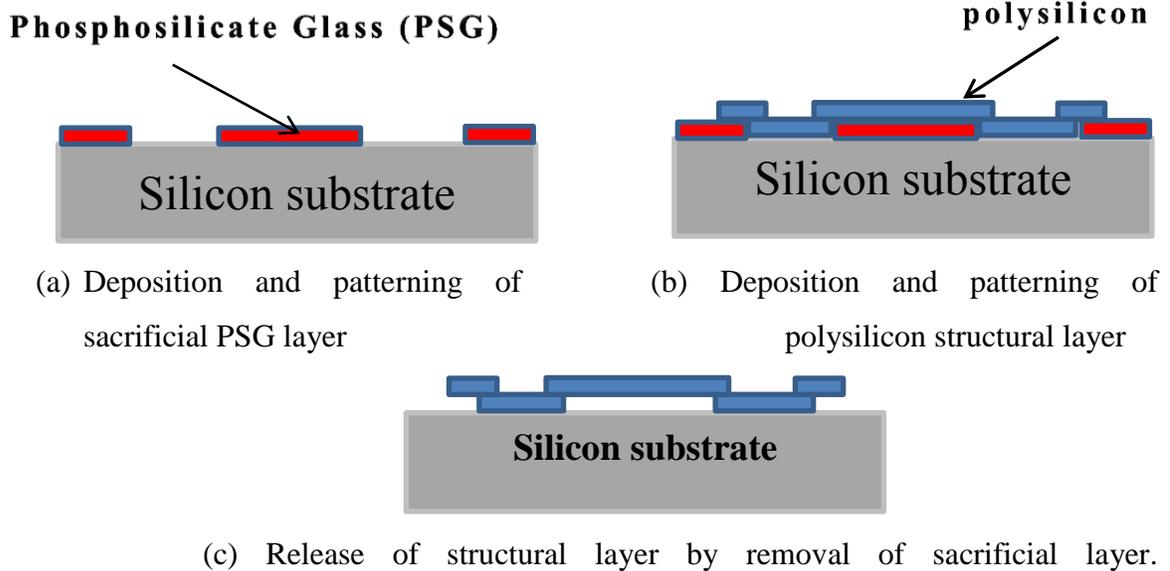 Phosphosilicate Glass (PSG)
polysilicon
Silicon substrate
Silicon substrate
(a) Deposition and patterning of
sacrificial PSG layer
(b) Deposition and patterning of
polysilicon structural layer
Silicon substrate
(c) Release of structural layer by removal of sacrificial layer.